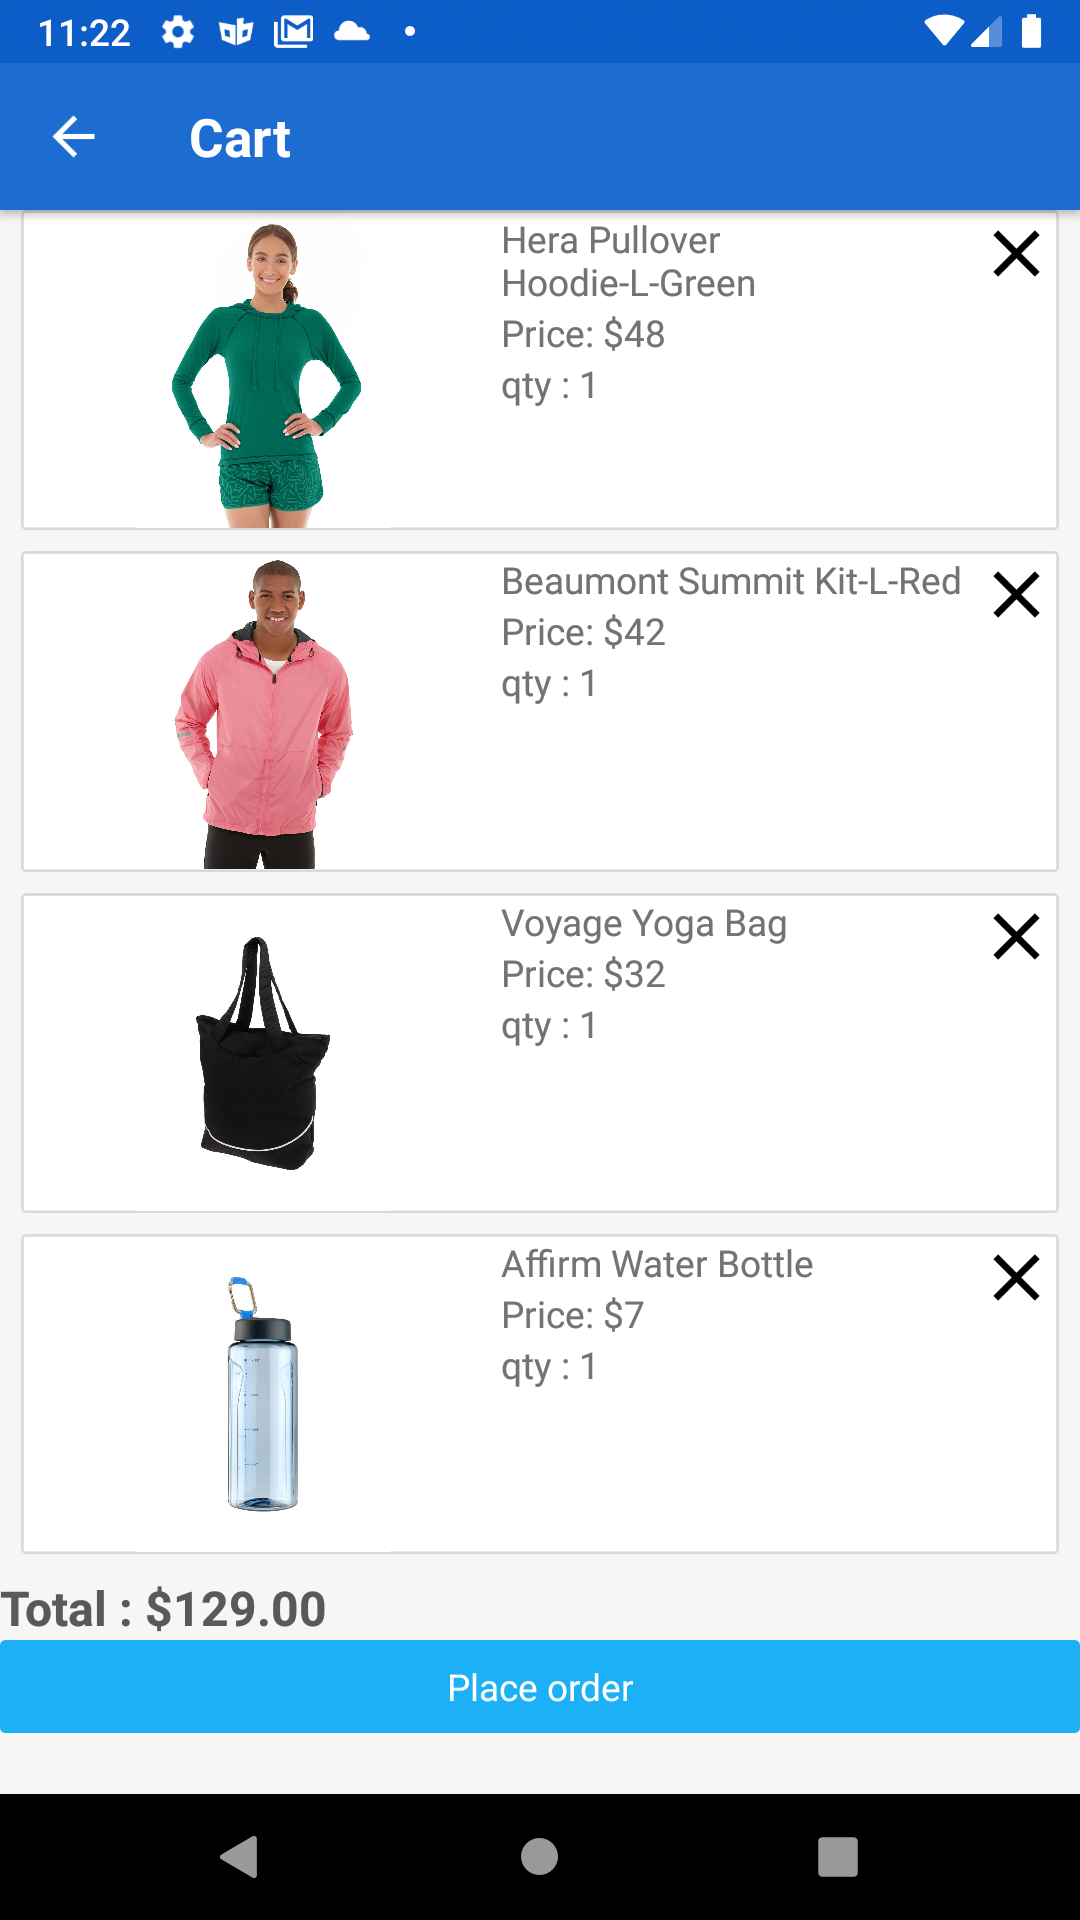 11:22
Cart
Hera Pullover
Hoodie-L-Green
Price: $48
qty : 1
Beaumont Summit Kit-L-Red
Price: $42
qty : 1
Voyage Yoga Bag
Price: $32
qty : 1
Affirm Water Bottle
Price: $7
qty : 1
Total : $129.00
Place order